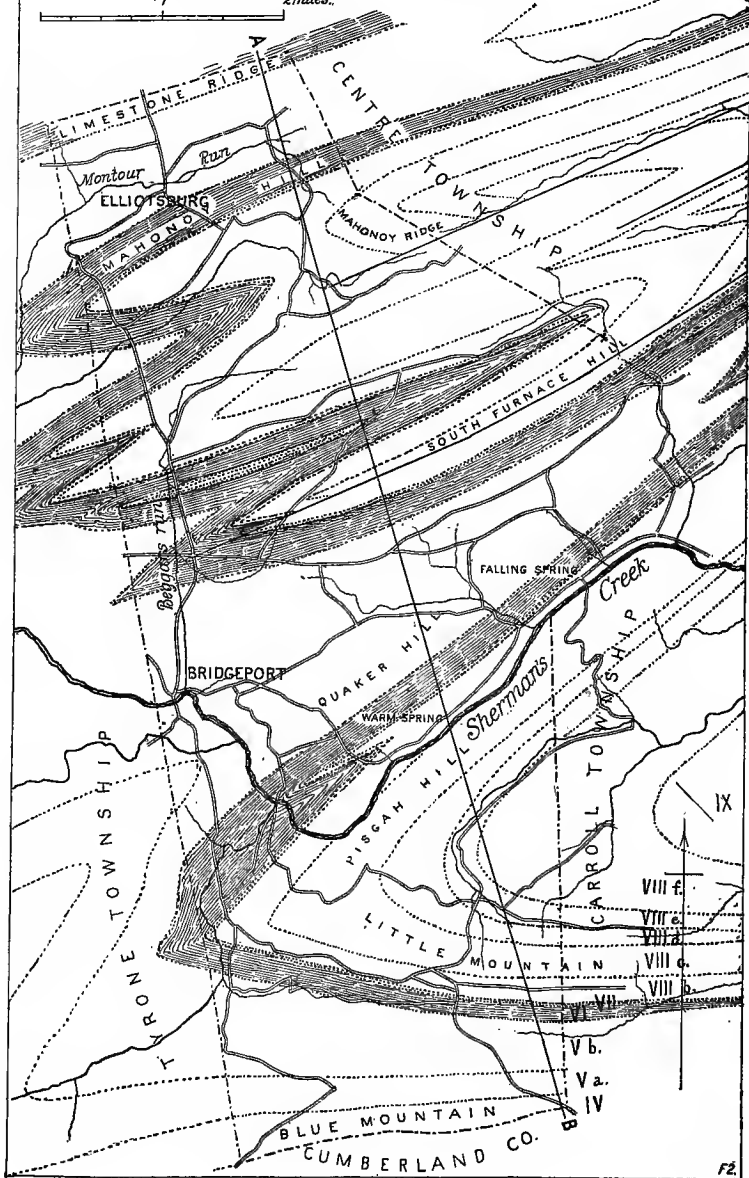 2 miles.
A
LIMESTONE RIDGE
CENTRE TOWNSHIP
Montour Run
ELLIOTSBURG
MAHONOY HILL
MAHONOY RIDGE
SOUTH FURNACE HILL
Beggars run
FALLING SPRING
Creek
BRIDGEPORT
QUAKER HILL
Sherman's
WARM SPRING
PISGAH HILL
CARROLL TOWNSHIP
TYRONE TOWNSHIP
IX
VIII f.
VIII e.
VIII d.
LITTLE MOUNTAIN
VIII c.
VIII b.
VII
VI
V b.
V a.
IV
B
BLUE MOUNTAIN
CUMBERLAND CO.
F2.